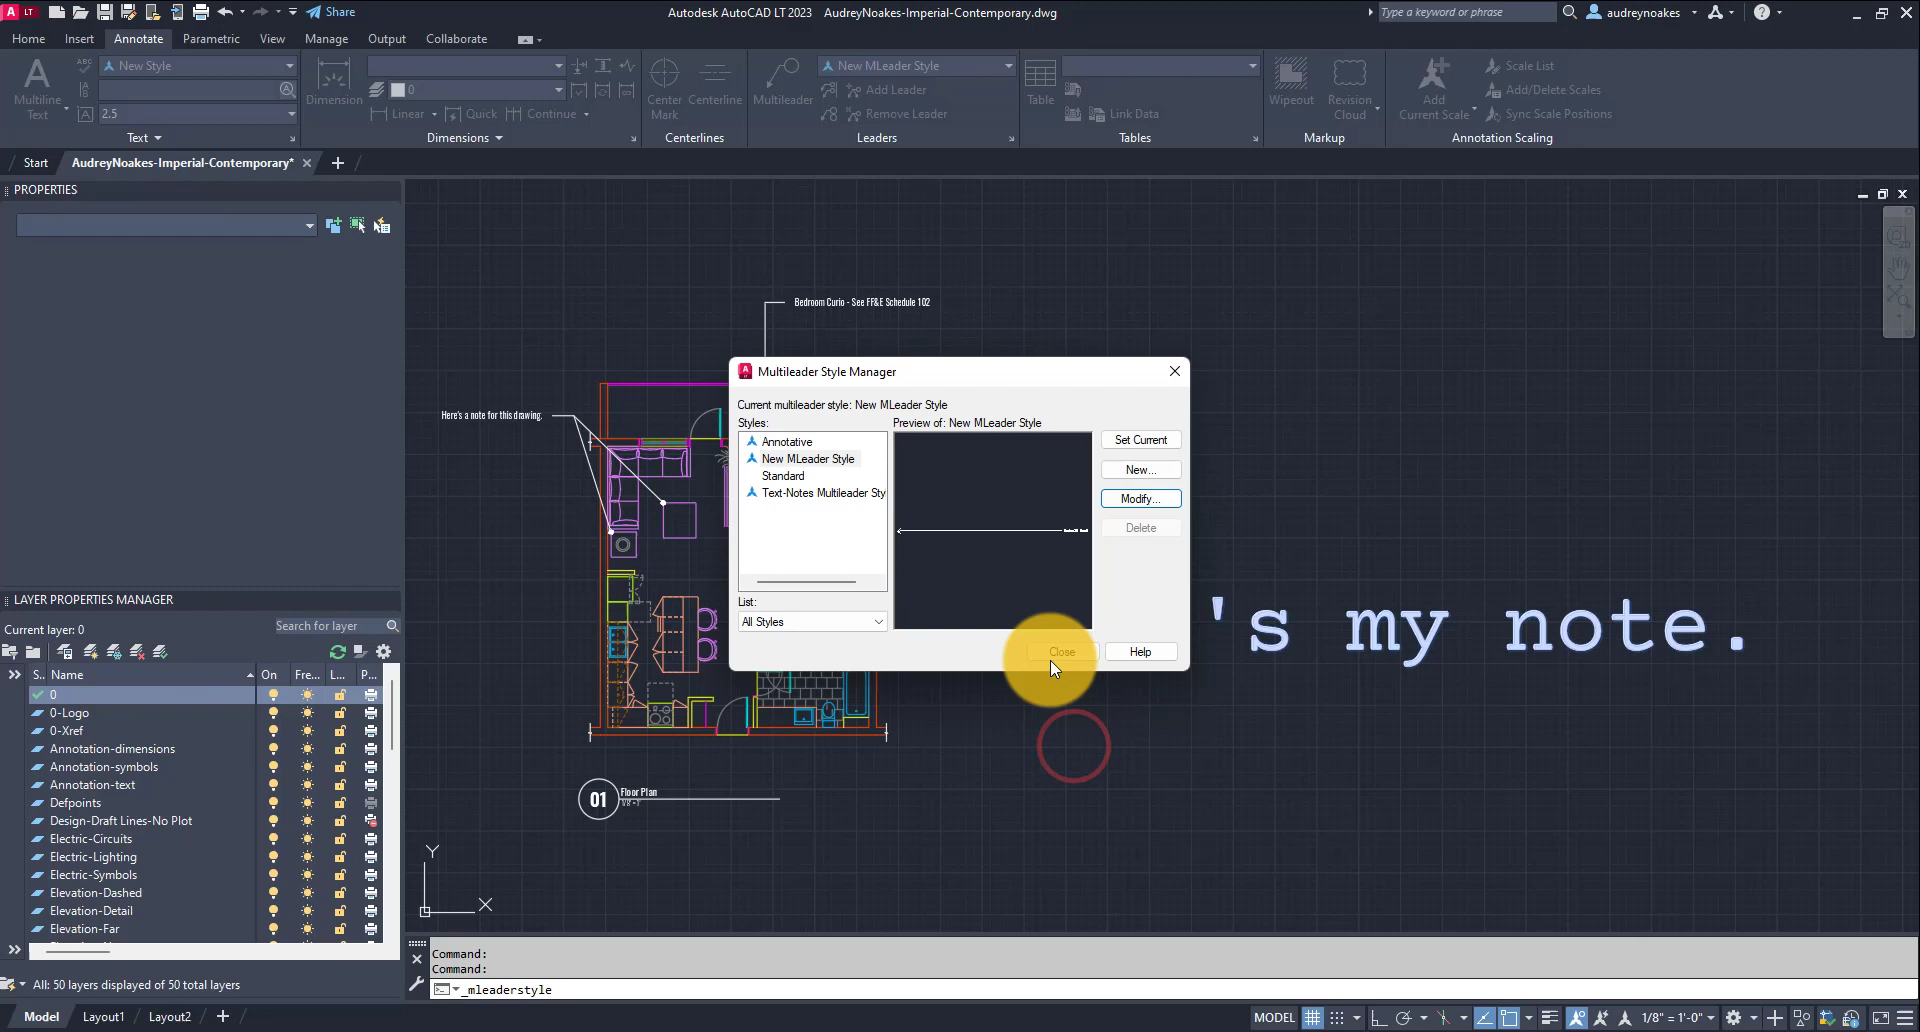 A LT
Share
Autodesk AutoCAD LT 2023 AudreyNoakes-Imperial-Contemporary.dwg
Type a keyword or phrase
audreynoakes
Home Insert Annotate Parametric View Manage Output Collaborate
Multiline Text
ABC
New Style
2.5
Text
Dimension
0
Linear Quick Continue
Dimensions
Center Mark
Centerline
Centerlines
Multileader
New MLeader Style
Add Leader
Remove Leader
Leaders
Table
Link Data
Tables
Wipeout
Revision Cloud
Markup
Add Current Scale
Scale List
Add/Delete Scales
Sync Scale Positions
Annotation Scaling
Start AudreyNoakes-Imperial-Contemporary*
PROPERTIES
Bedroom Curio - See FF&E Schedule 102
Here's a note for this drawing.
Multileader Style Manager
Current multileader style: New MLeader Style
Styles:
Preview of: New MLeader Style
Annotative
New MLeader Style
Standard
Text-Notes Multileader Sty
Set Current
New...
Modify...
Delete
List:
All Styles
Close
Help
's my note.
01
Floor Plan
Y
X
LAYER PROPERTIES MANAGER
Current layer: 0
Search for layer
S.. Name On Fre... L... P...
0
0-Logo
0-Xref
Annotation-dimensions
Annotation-symbols
Annotation-text
Defpoints
Design-Draft Lines-No Plot
Electric-Circuits
Electric-Lighting
Electric-Symbols
Elevation-Dashed
Elevation-Detail
Elevation-Far
All: 50 layers displayed of 50 total layers
Command:
Command:
_mleaderstyle
Model Layout1 Layout2
MODEL
1/8" = 1'-0"